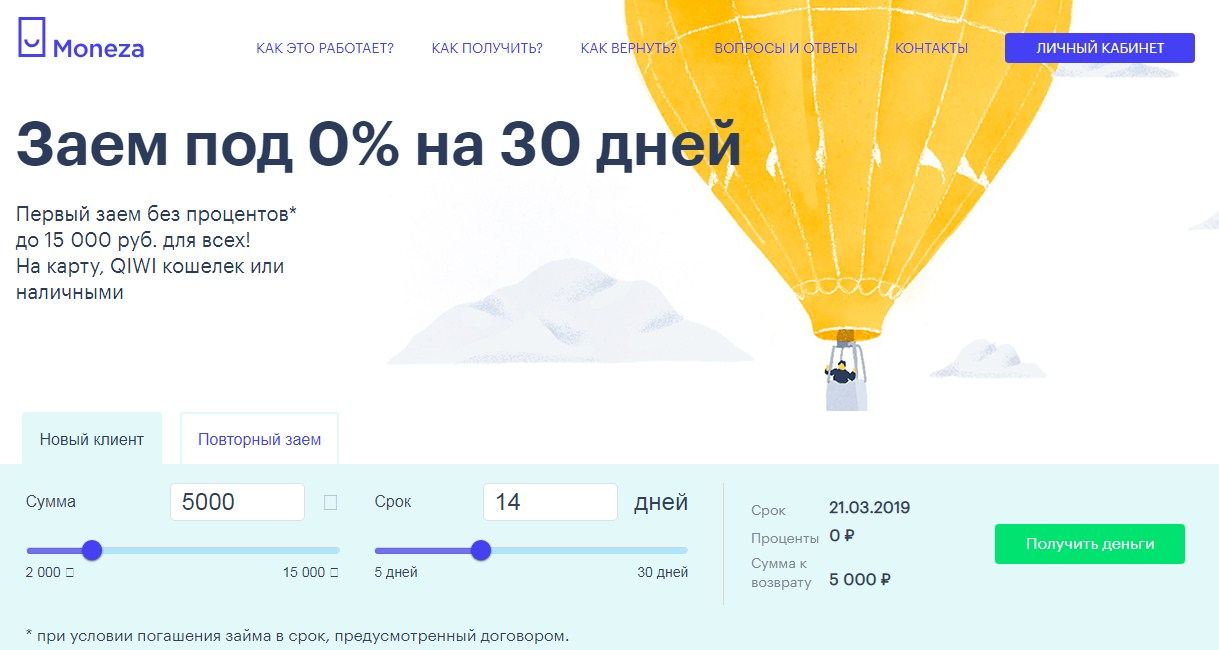 Moneza
КАК ЭТО РАБОТАЕТ? КАК ПОЛУЧИТЬ? КАК ВЕРНУТЬ? ВОПРОСЫ И ОТВЕТЫ КОНТАКТЫ ЛИЧНЫЙ КАБИНЕТ
Заем под 0% на 30 дней
Первый заем без процентов*
до 15 000 руб. для всех!
На карту, QIWI кошелек или
наличными
Новый клиент Повторный заем
Сумма 5000 □ Срок 14 дней
2 000 □ 15 000 □ 5 дней 30 дней
Срок 21.03.2019
Проценты 0 ₽
Сумма к
возврату 5 000 ₽
Получить деньги
* при условии погашения займа в срок, предусмотренный договором.